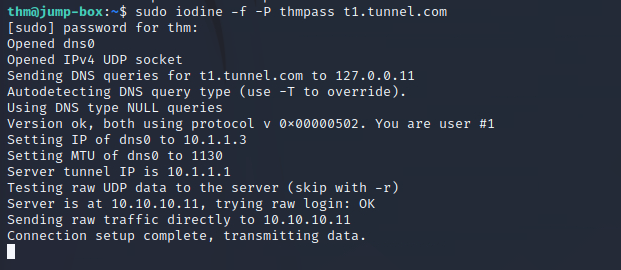 thm@jump-box:~$ sudo iodine -f -P thmpass t1.tunnel.com
[sudo] password for thm:
Opened dns0
Opened IPv4 UDP socket
Sending DNS queries for t1.tunnel.com to 127.0.0.11
Autodetecting DNS query type (use -T to override).
Using DNS type NULL queries
Version ok, both using protocol v 0x00000502. You are user #1
Setting IP of dns0 to 10.1.1.3
Setting MTU of dns0 to 1130
Server tunnel IP is 10.1.1.1
Testing raw UDP data to the server (skip with -r)
Server is at 10.10.10.11, trying raw login: OK
Sending raw traffic directly to 10.10.10.11
Connection setup complete, transmitting data.